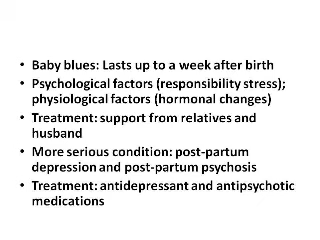 • Baby blues: Lasts up to a week after birth
• Psychological factors (responsibility stress);
physiological factors (hormonal changes)
• Treatment: support from relatives and
husband
• More serious condition: post-partum
depression and post-partum psychosis
• Treatment: antidepressant and antipsychotic
medications